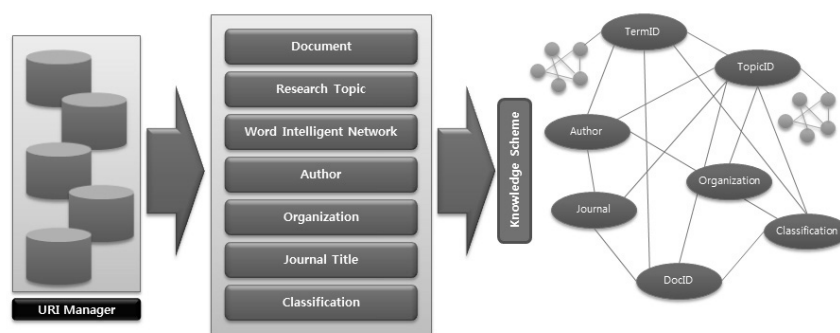 URI Manager
Document
Research Topic
Word Intelligent Network
Author
Organization
Journal Title
Classification
Knowledge Scheme
TermID
TopicID
Author
Organization
Journal
Classification
DocID